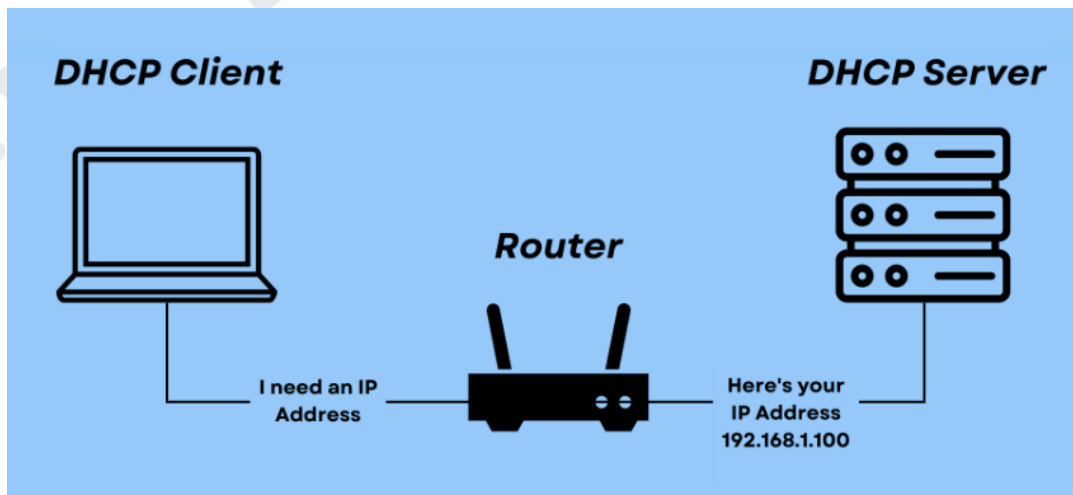 DHCP Client
DHCP Server
Router
I need an IP
Address
Here's your
IP Address
192.168.1.100